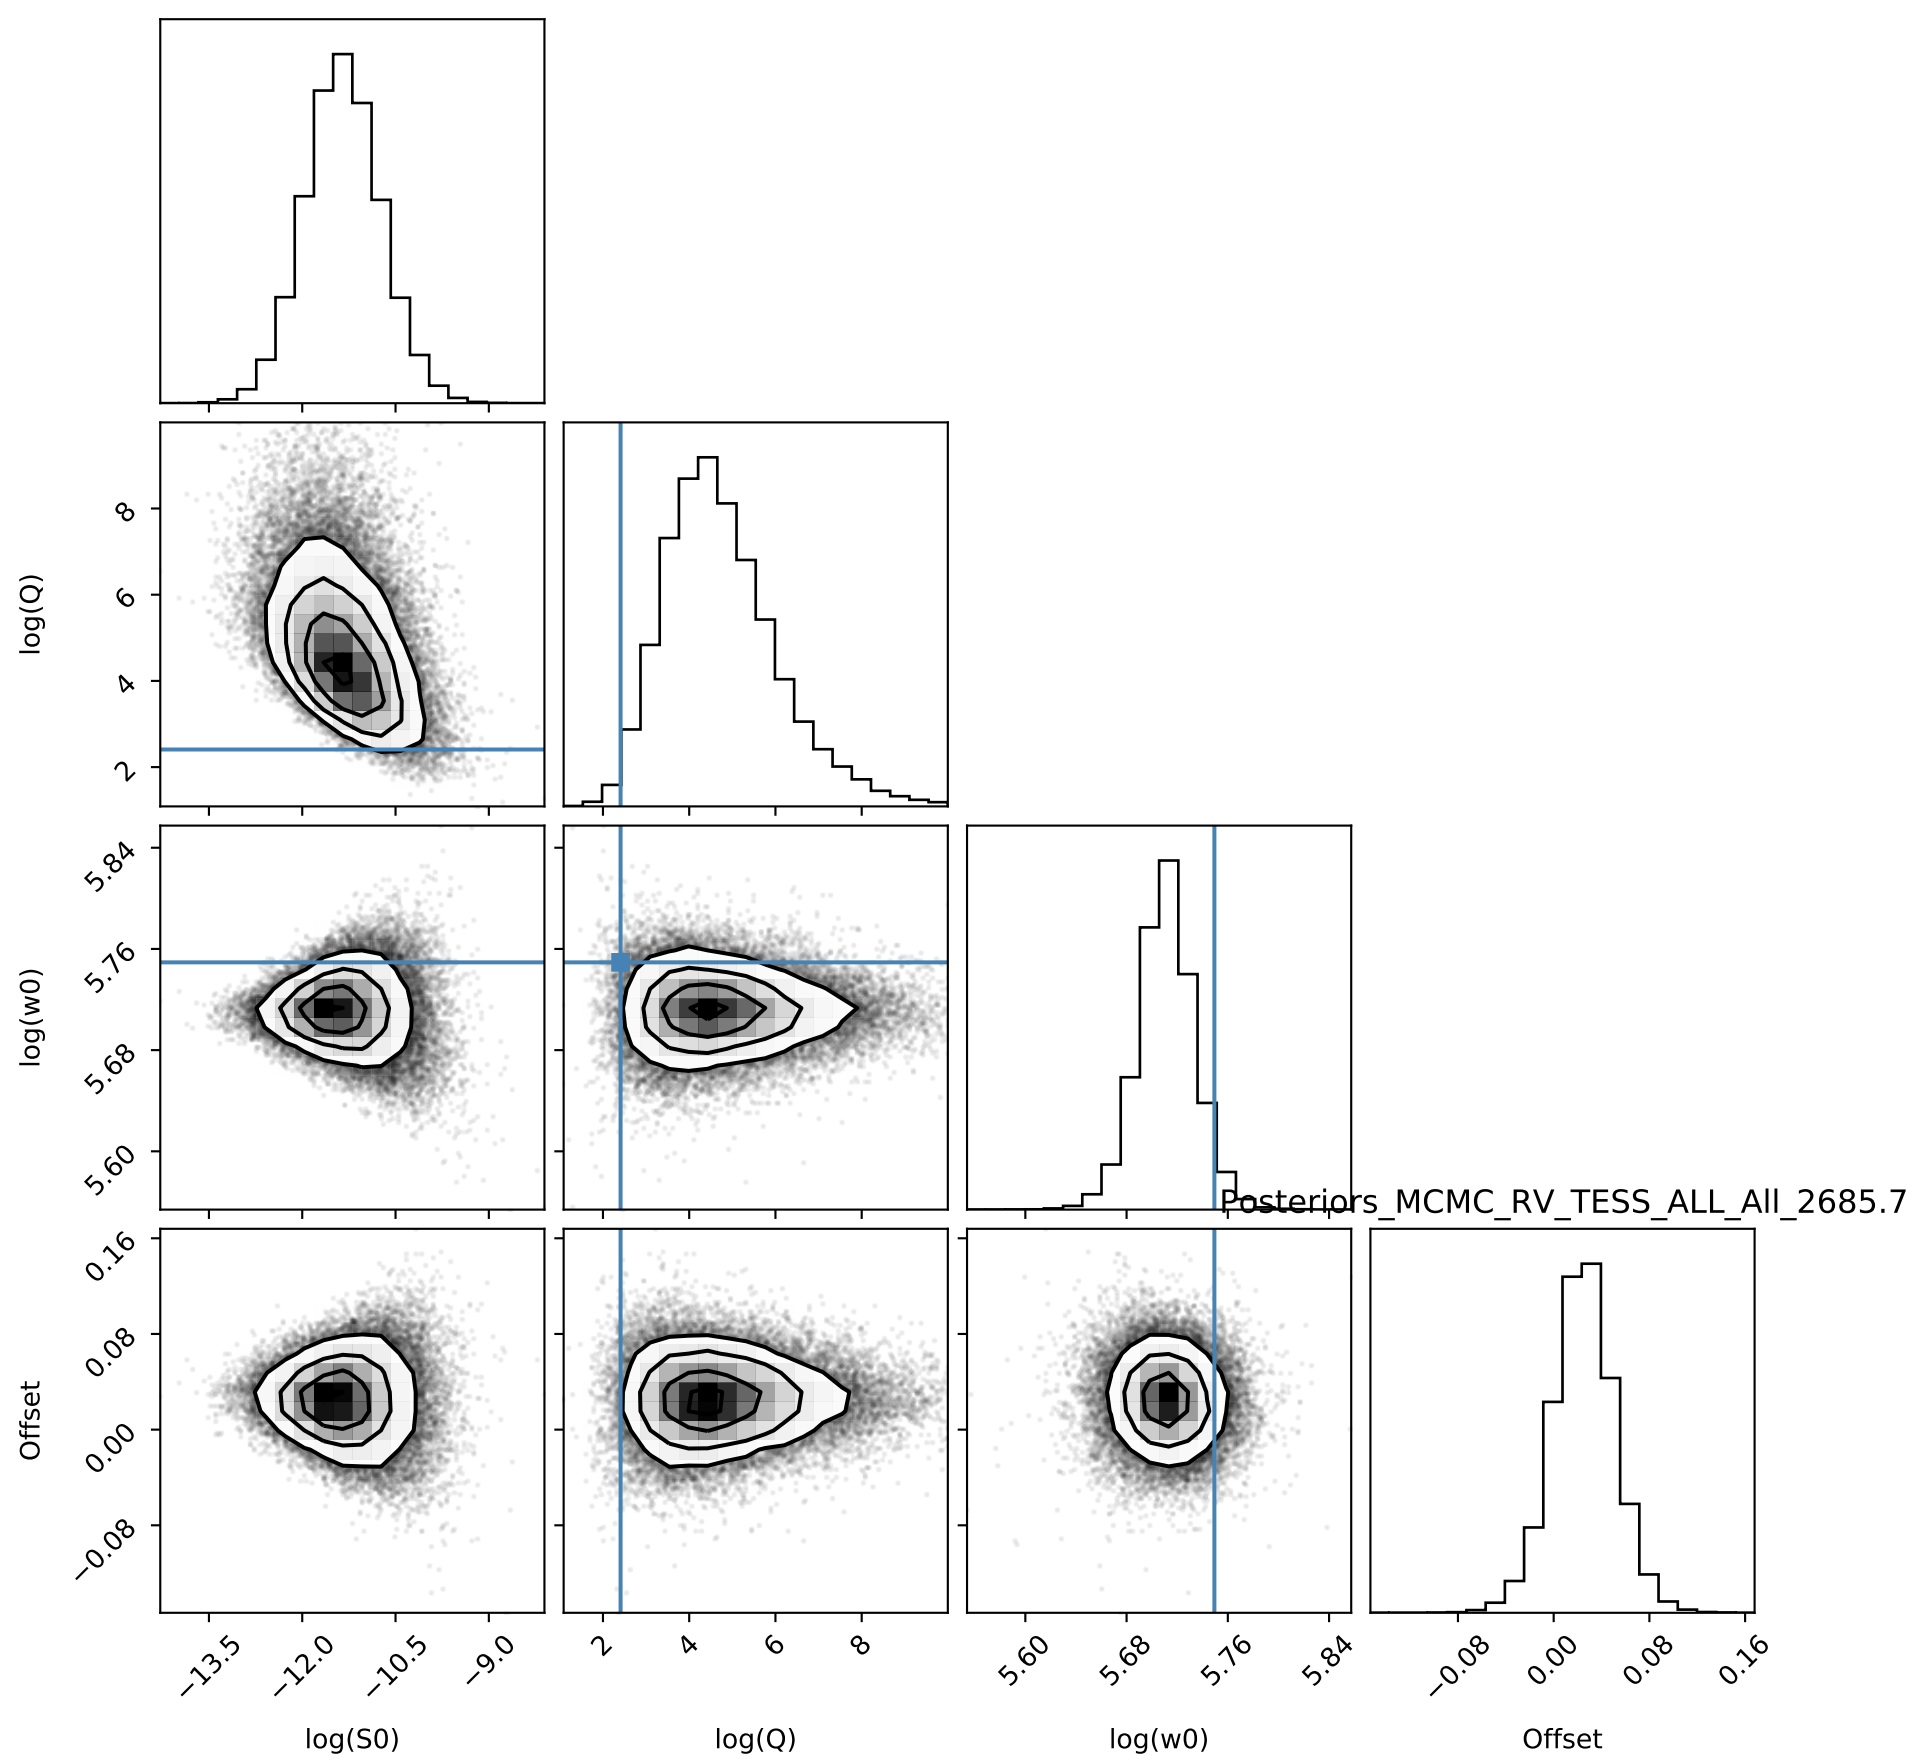 log(Q)
8
6
4
2
log(w0)
5.84
5.76
5.68
5.60
Posteriors_MCMC_RV_TESS_ALL_All_2685.7
Offset
0.16
0.08
0.00
−0.08
−13.5 −12.0 −10.5 −9.0
2 4 6 8
5.60 5.68 5.76 5.84
−0.08 0.00 0.08 0.16
log(S0)
log(Q)
log(w0)
Offset